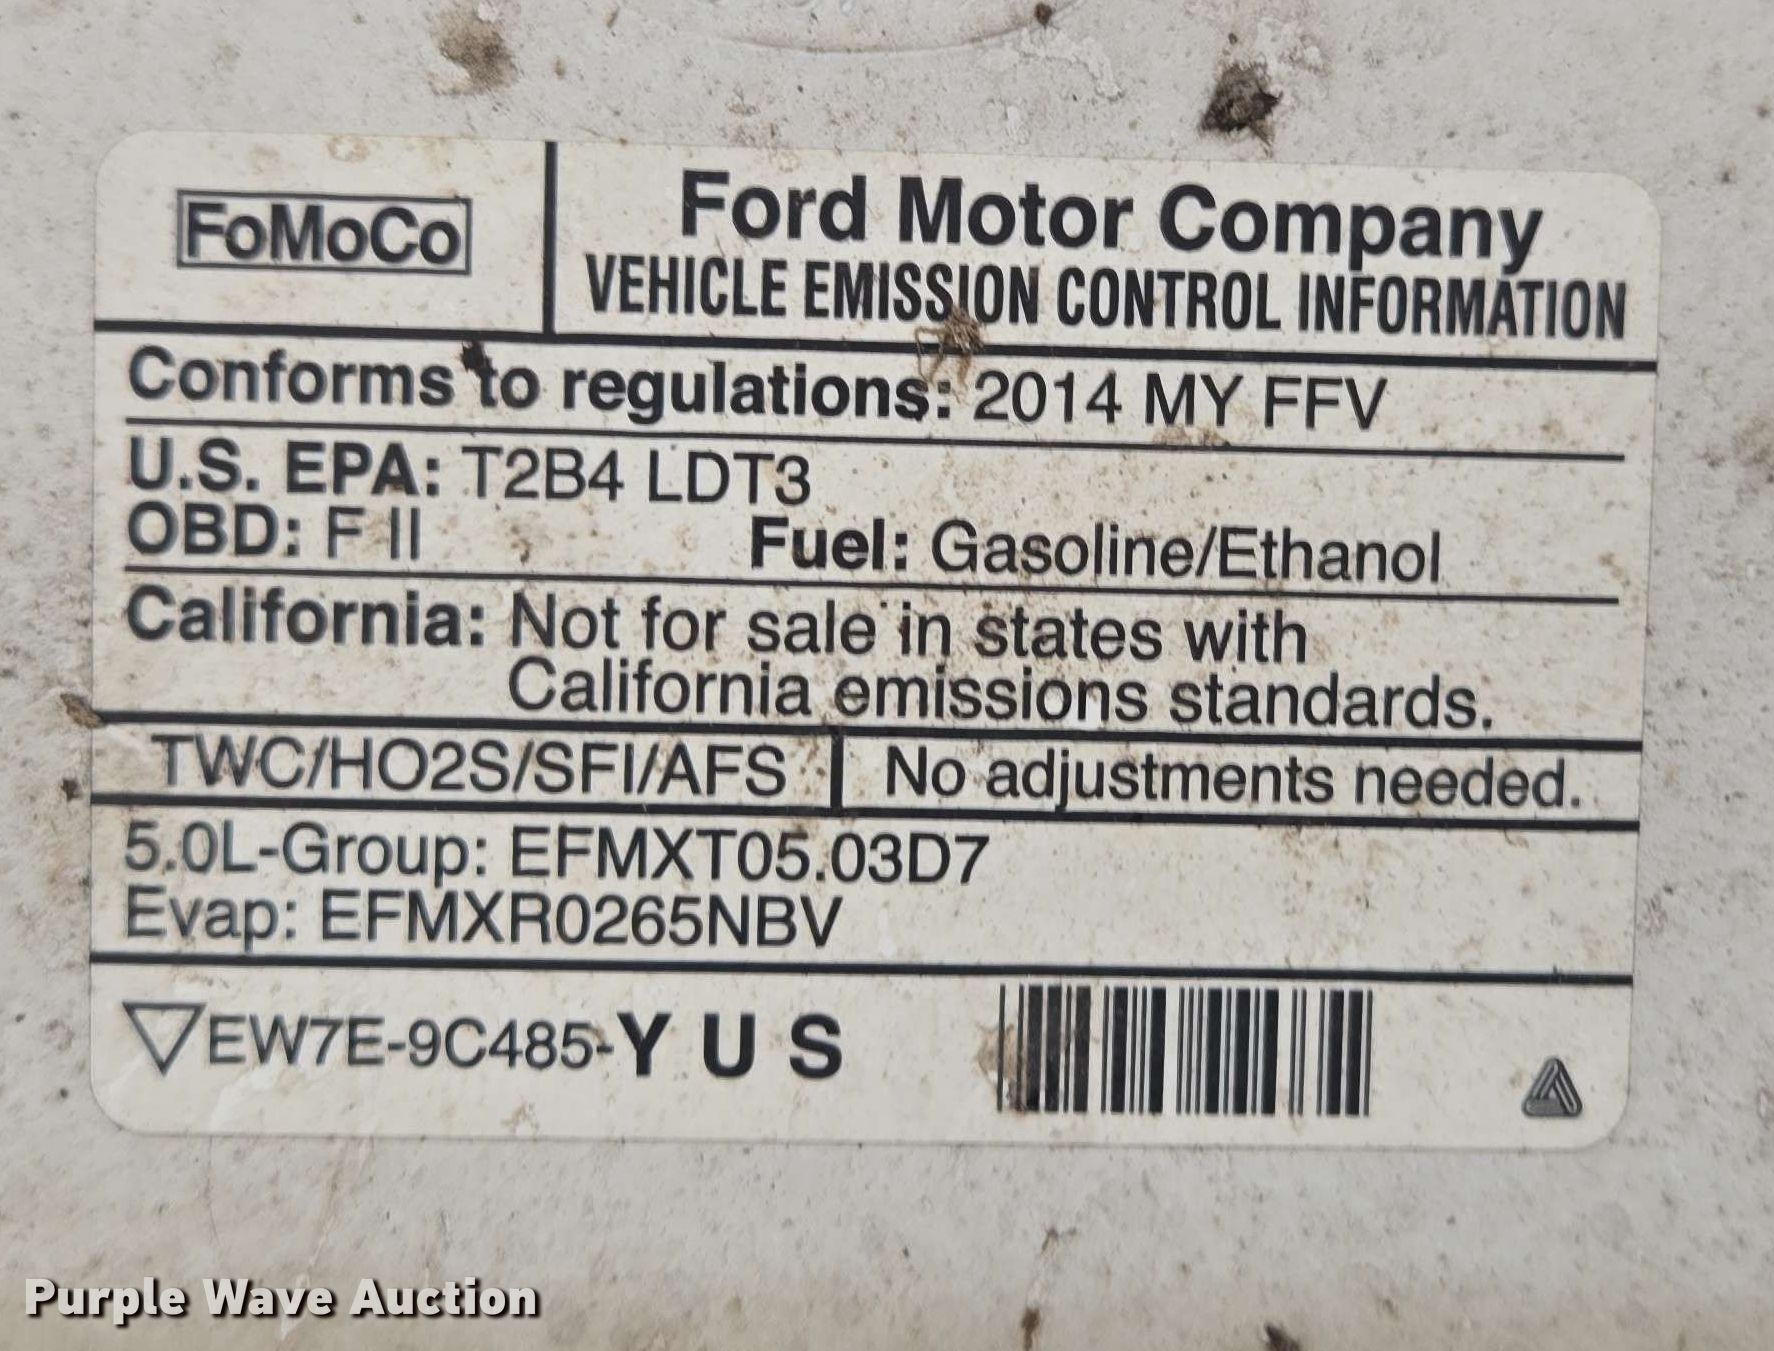 FoMoCo
Ford Motor Company
VEHICLE EMISSION CONTROL INFORMATION
Conforms to regulations: 2014 MY FFV
U.S. EPA: T2B4 LDT3
OBD: F II Fuel: Gasoline/Ethanol
California: Not for sale in states with
California emissions standards.
TWC/HO2S/SFI/AFS No adjustments needed.
5.0L-Group: EFMXT05.03D7
Evap: EFMXR0265NBV
EW7E-9C485-Y U S
Purple Wave Auction